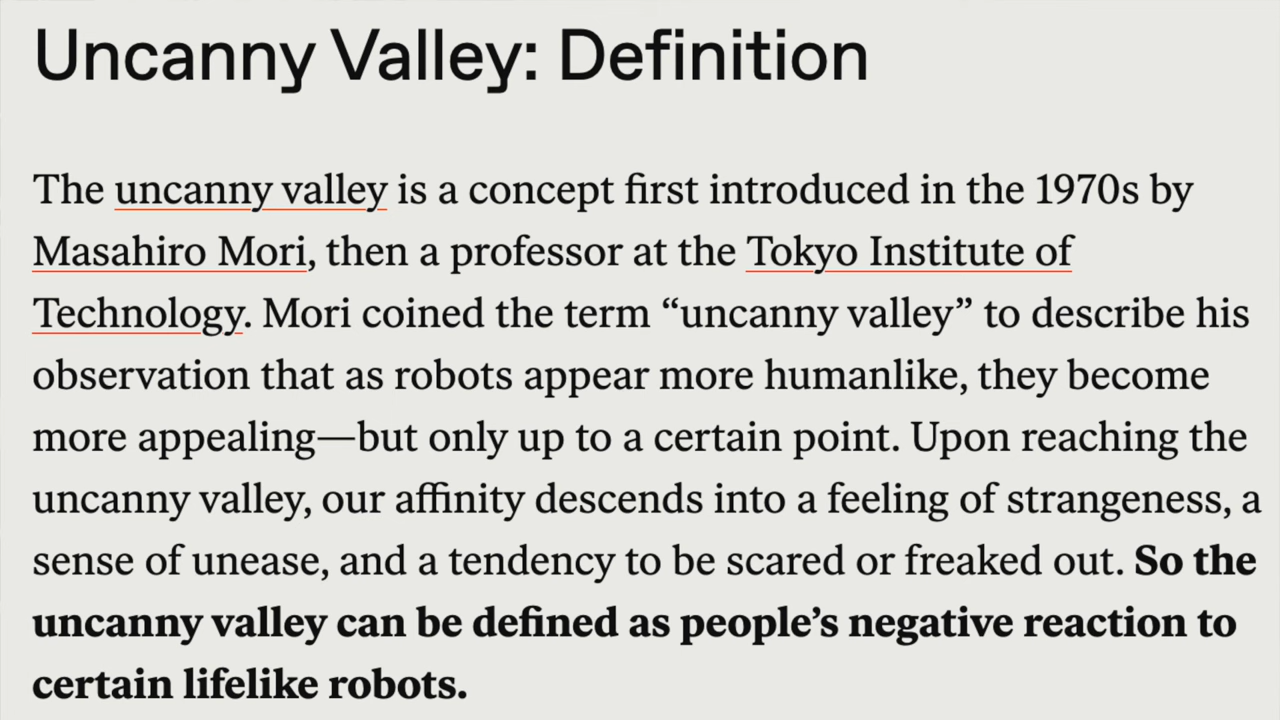 Uncanny Valley: Definition
The uncanny valley is a concept first introduced in the 1970s by
Masahiro Mori, then a professor at the Tokyo Institute of
Technology. Mori coined the term “uncanny valley” to describe his
observation that as robots appear more humanlike, they become
more appealing—but only up to a certain point. Upon reaching the
uncanny valley, our affinity descends into a feeling of strangeness, a
sense of unease, and a tendency to be scared or freaked out. So the
uncanny valley can be defined as people’s negative reaction to
certain lifelike robots.